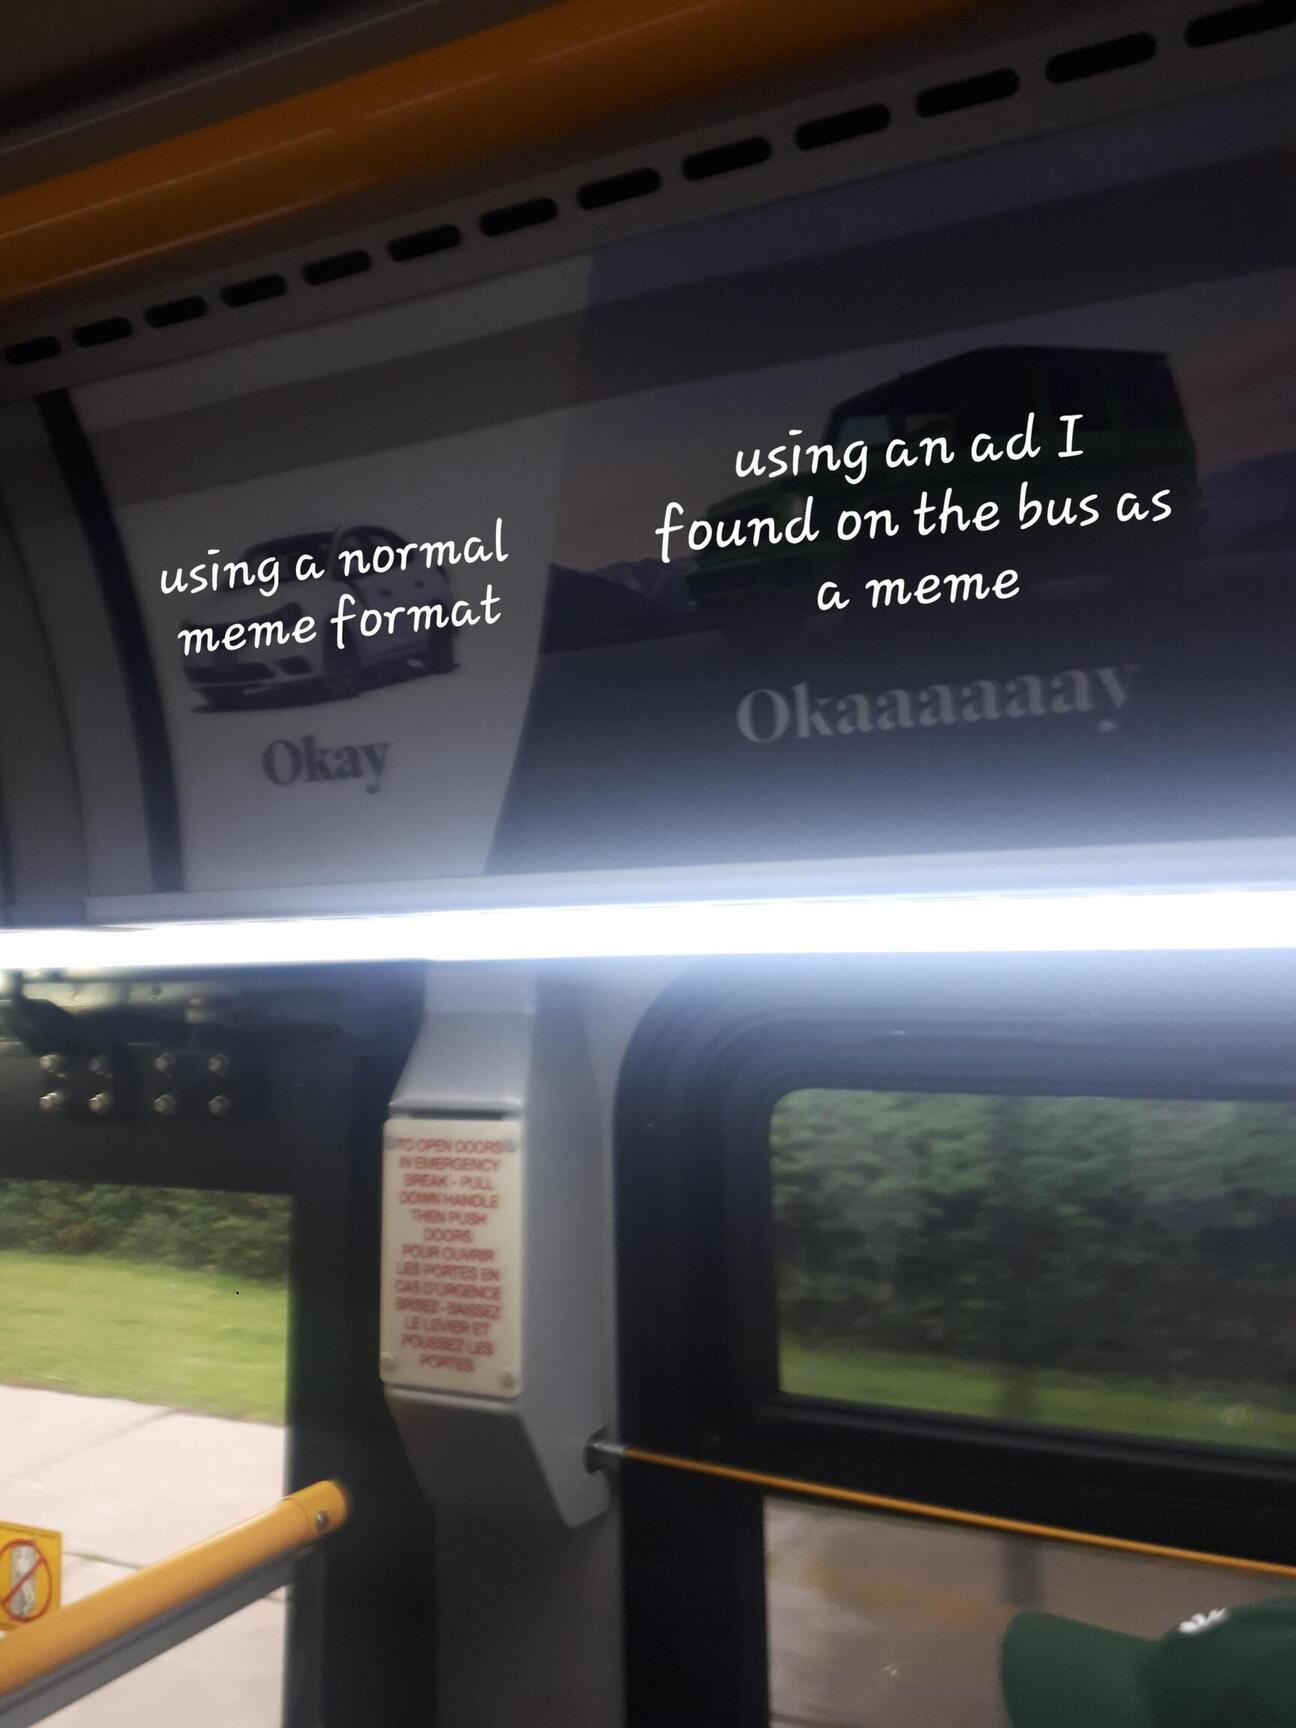 using a normal
meme format
using an ad I
found on the bus as
a meme
Okay
Okaaaaaaay
TO OPEN DOORS
IN EMERGENCY
BREAK - PULL
DOWN HANDLE
THEN PUSH
DOORS
POUR OUVRIR
LES PORTES EN
CAS D'URGENCE
BRISEZ - BAISSEZ
LE LEVIER ET
POUSSEZ LES
PORTES